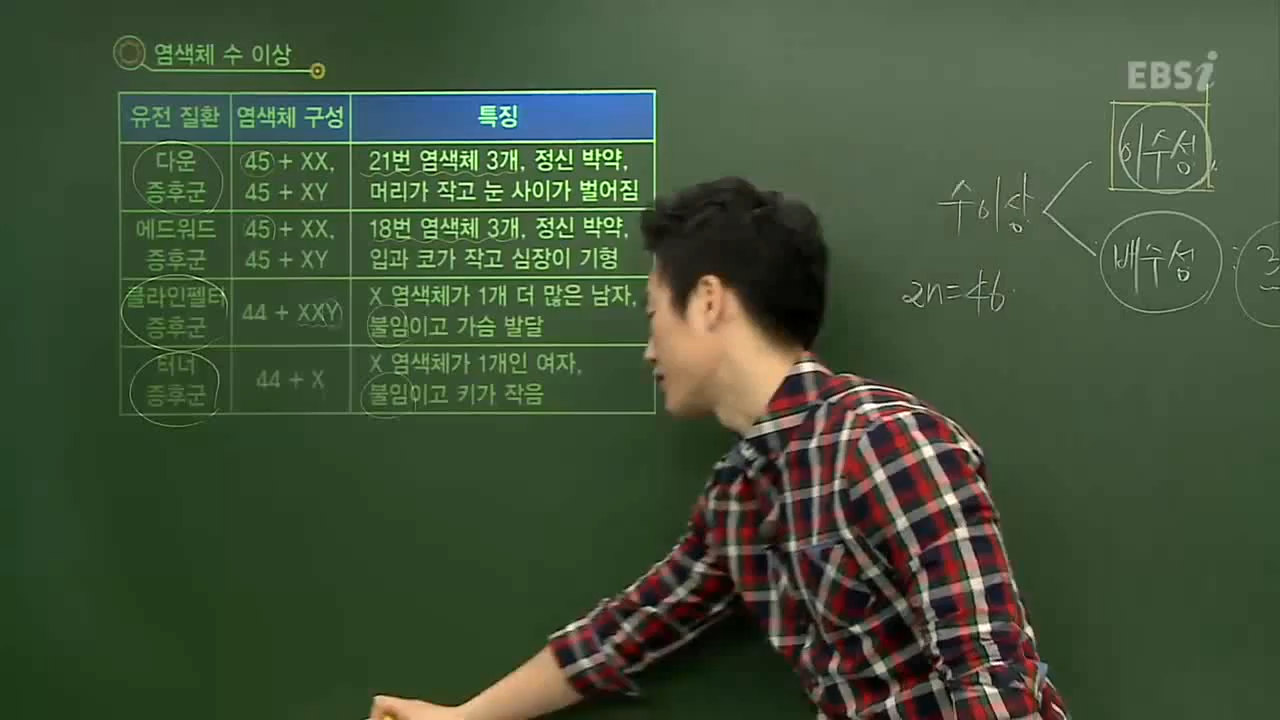 염색체 수 이상
EBSi
유전 질환 염색체 구성 특징
다운
증후군
45 + XX,
45 + XY
21번 염색체 3개, 정신 박약,
머리가 작고 눈 사이가 벌어짐
에드워드
증후군
45 + XX,
45 + XY
18번 염색체 3개, 정신 박약,
입과 코가 작고 심장이 기형
클라인펠터
증후군
44 + XXY
X 염색체가 1개 더 많은 남자,
불임이고 가슴 발달
터너
증후군
44 + X
X 염색체가 1개인 여자,
불임이고 키가 작음
수이상
이수성
배수성 :
2n=46